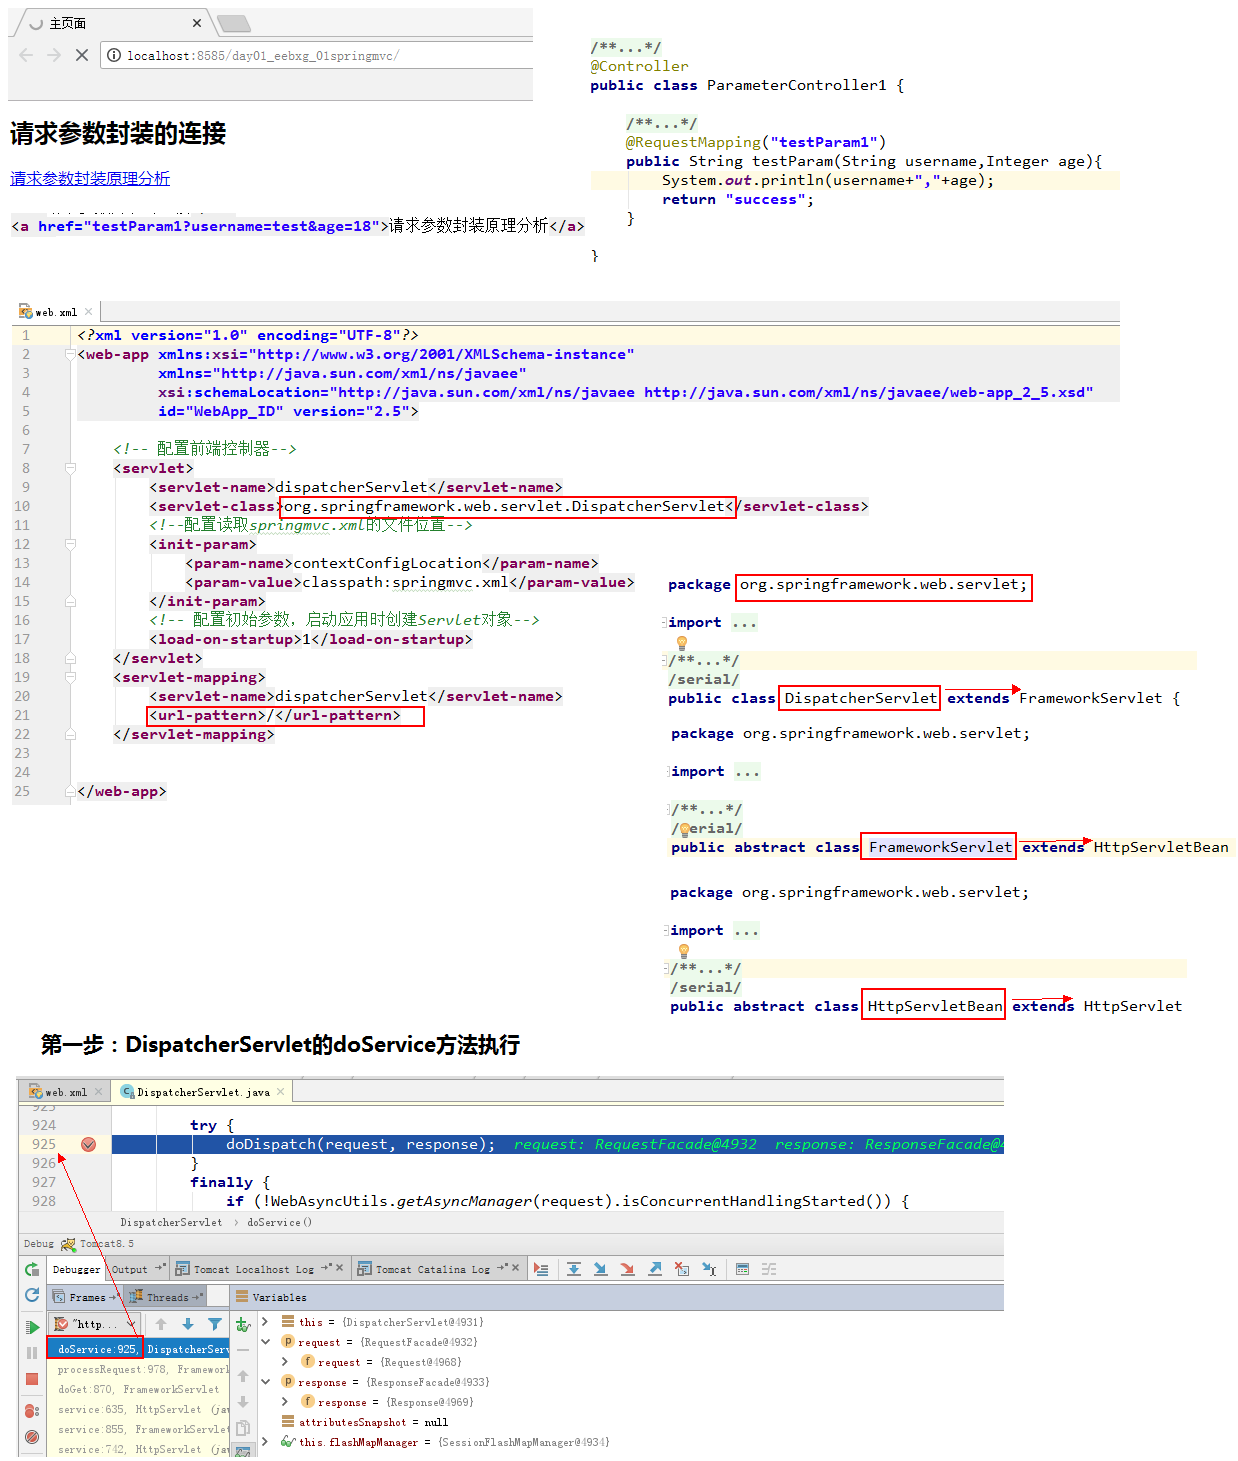 主页面
localhost:8585/day01_eebxg_01springmvc/
请求参数封装的连接
请求参数封装原理分析
<a href="testParam1?username=test&age=18">请求参数封装原理分析</a>
/**...*/
@Controller
public class ParameterController1 {
/**...*/
@RequestMapping("testParam1")
public String testParam(String username,Integer age){
System.out.println(username+","+age);
return "success";
}
}
web.xml
1 <?xml version="1.0" encoding="UTF-8"?>
2 <web-app xmlns:xsi="http://www.w3.org/2001/XMLSchema-instance"
3 xmlns="http://java.sun.com/xml/ns/javaee"
4 xsi:schemaLocation="http://java.sun.com/xml/ns/javaee http://java.sun.com/xml/ns/javaee/web-app_2_5.xsd"
5 id="WebApp_ID" version="2.5">
6
7 <!-- 配置前端控制器-->
8 <servlet>
9 <servlet-name>dispatcherServlet</servlet-name>
10 <servlet-class>org.springframework.web.servlet.DispatcherServlet</servlet-class>
11 <!--配置读取springmvc.xml的文件位置-->
12 <init-param>
13 <param-name>contextConfigLocation</param-name>
14 <param-value>classpath:springmvc.xml</param-value>
15 </init-param>
16 <!-- 配置初始参数，启动应用时创建Servlet对象-->
17 <load-on-startup>1</load-on-startup>
18 </servlet>
19 <servlet-mapping>
20 <servlet-name>dispatcherServlet</servlet-name>
21 <url-pattern>/</url-pattern>
22 </servlet-mapping>
23
24
25 </web-app>
package org.springframework.web.servlet;
import ...
/**...*/
/serial/
public class DispatcherServlet extends FrameworkServlet {
package org.springframework.web.servlet;
import ...
/**...*/
/serial/
public abstract class FrameworkServlet extends HttpServletBean
package org.springframework.web.servlet;
import ...
/**...*/
/serial/
public abstract class HttpServletBean extends HttpServlet
第一步：DispatcherServlet的doService方法执行
web.xml DispatcherServlet.java
923
924 try {
925 doDispatch(request, response); request: RequestFacade@4932 response: ResponseFacade@4
926 }
927 finally {
928 if (!WebAsyncUtils.getAsyncManager(request).isConcurrentHandlingStarted()) {
DispatcherServlet › doService()
Debug Tomcat8.5
Debugger Output Tomcat Localhost Log Tomcat Catalina Log
Frames Threads Variables
"http...
doService:925, DispatcherServ
processRequest:978, Framework
doGet:870, FrameworkServlet
service:635, HttpServlet (jav
service:855, FrameworkServlet
service:742, HttpServlet (jav
this = {DispatcherServlet@4931}
request = {RequestFacade@4932}
request = {Request@4968}
response = {ResponseFacade@4933}
response = {Response@4969}
attributesSnapshot = null
this.flashMapManager = {SessionFlashMapManager@4934}